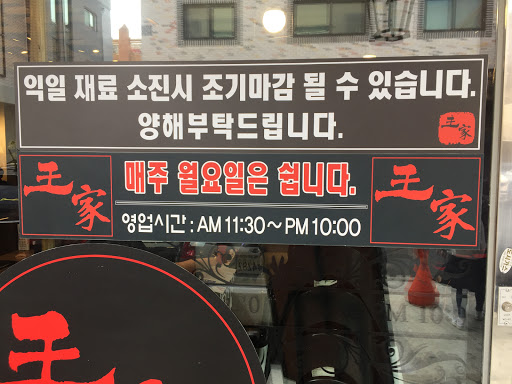 익일 재료 소진시 조기마감 될 수 있습니다.
양해부탁드립니다.
王家
王家
매주 월요일은 쉽니다.
영업시간 : AM 11:30～PM 10:00
王家
王家